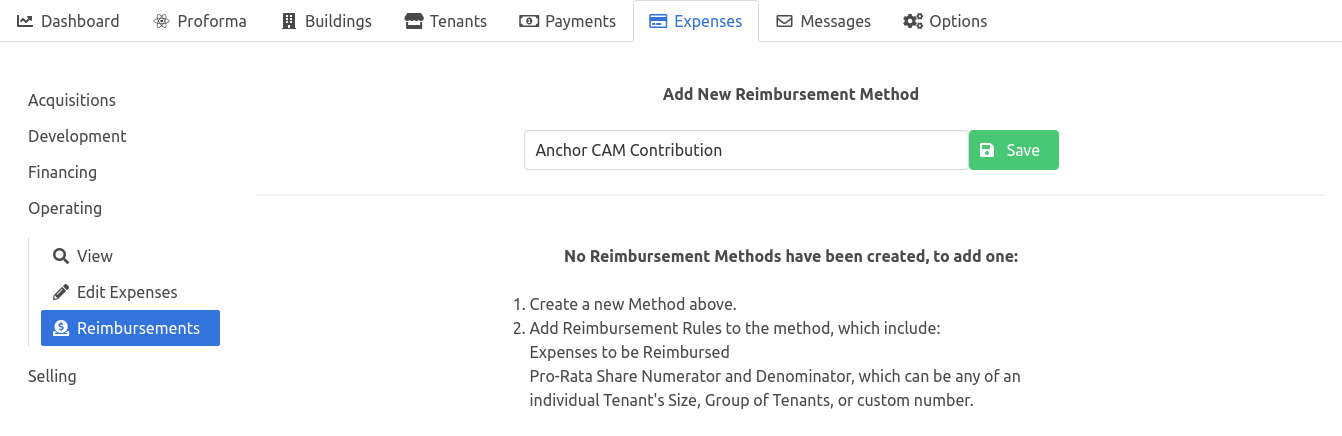 Dashboard Proforma Buildings Tenants Payments Expenses Messages Options
Acquisitions
Development
Financing
Operating
View
Edit Expenses
Reimbursements
Selling
Add New Reimbursement Method
Anchor CAM Contribution Save
No Reimbursement Methods have been created, to add one:
1. Create a new Method above.
2. Add Reimbursement Rules to the method, which include:
Expenses to be Reimbursed
Pro-Rata Share Numerator and Denominator, which can be any of an
individual Tenant's Size, Group of Tenants, or custom number.